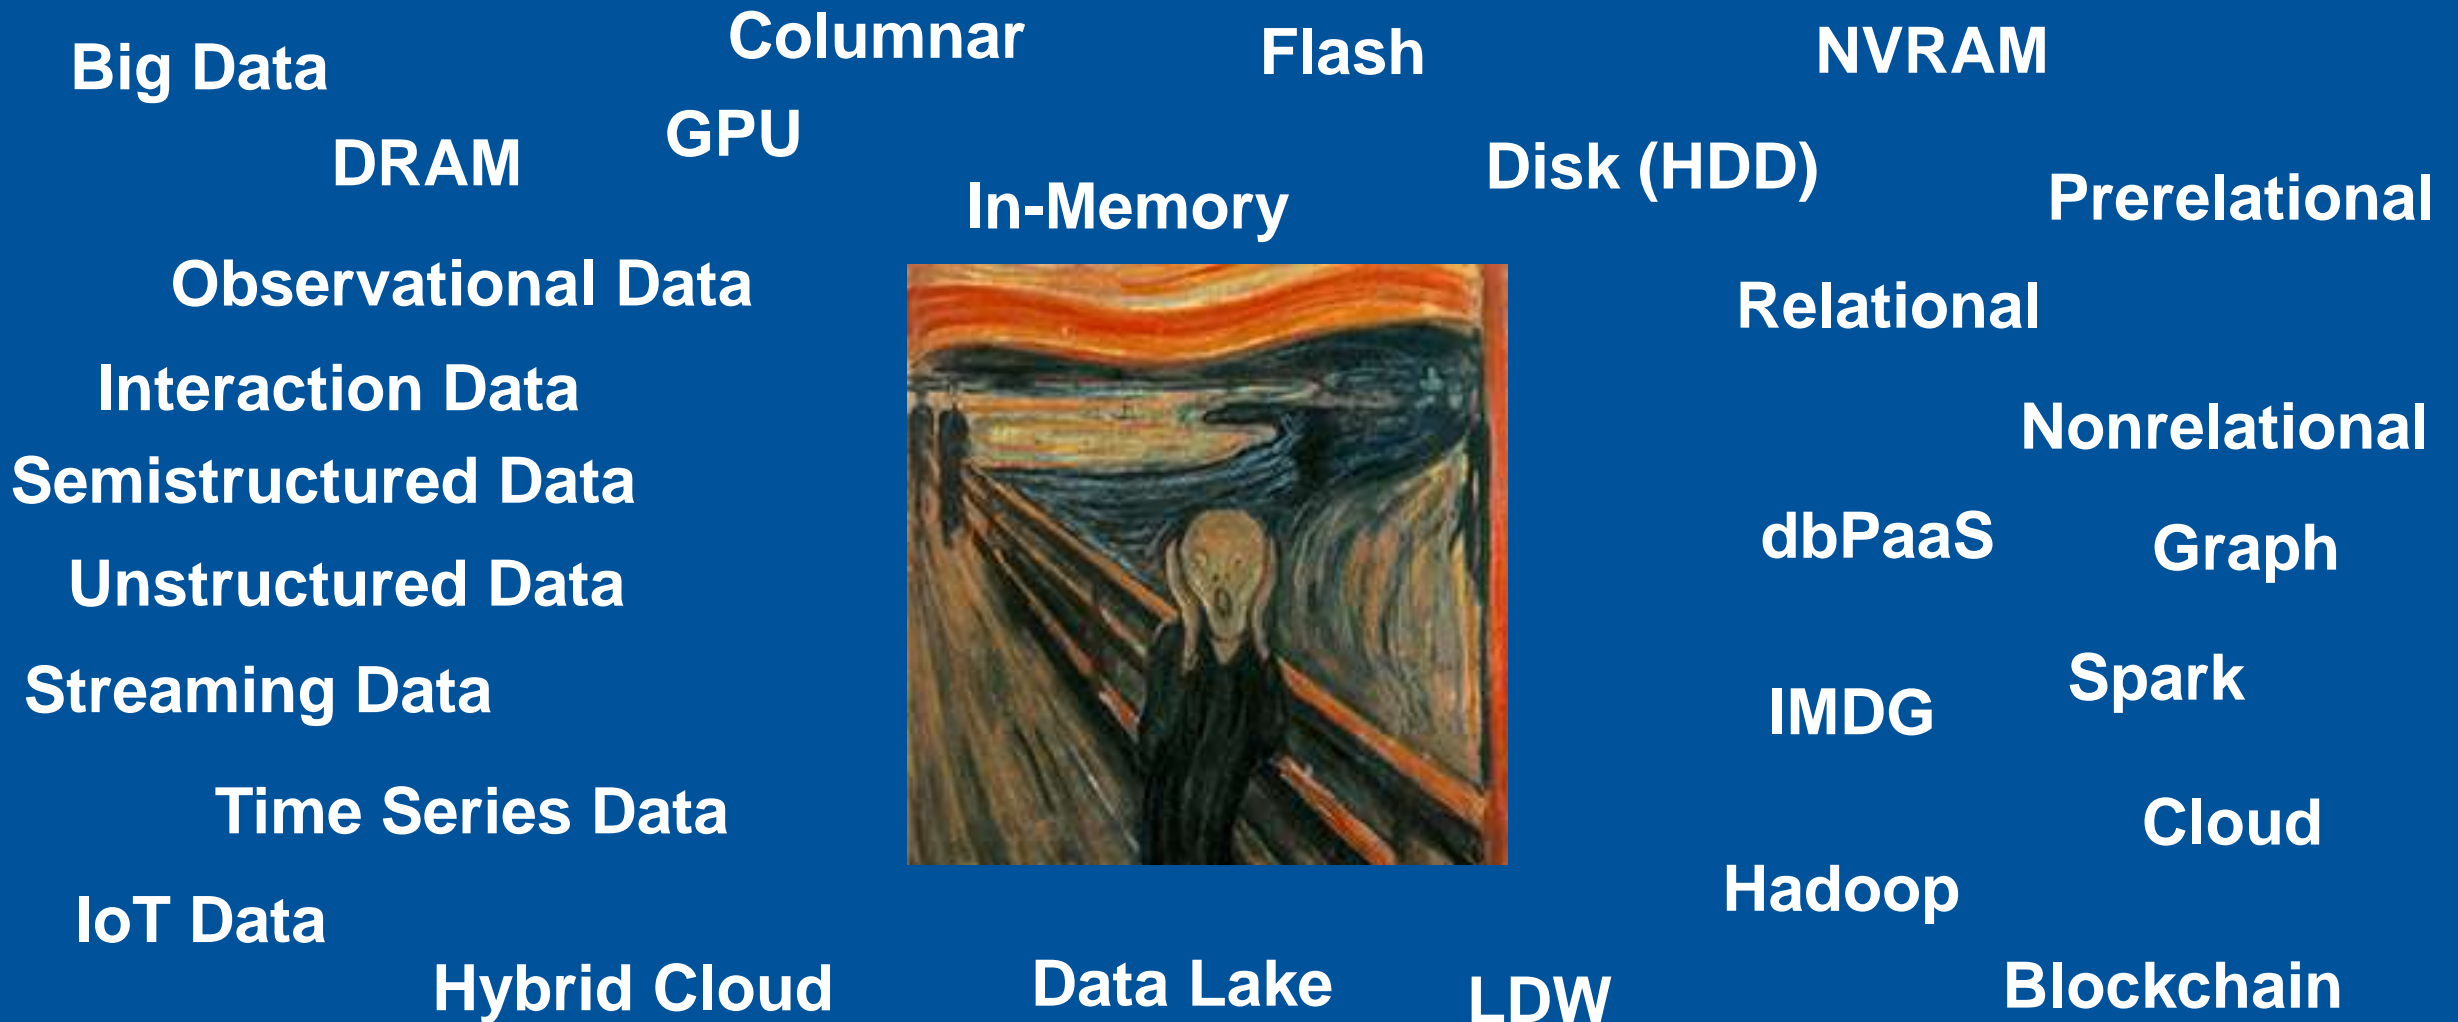 Columnar
Flash
NVRAM
Big Data
GPU
DRAM
Disk (HDD)
Prerelational
In-Memory
Observational Data
Relational
Interaction Data
Nonrelational
Semistructured Data
dbPaaS
Graph
Unstructured Data
Spark
Streaming Data
IMDG
Time Series Data
Cloud
Hadoop
IoT Data
Data Lake
Blockchain
Hybrid Cloud
LDW